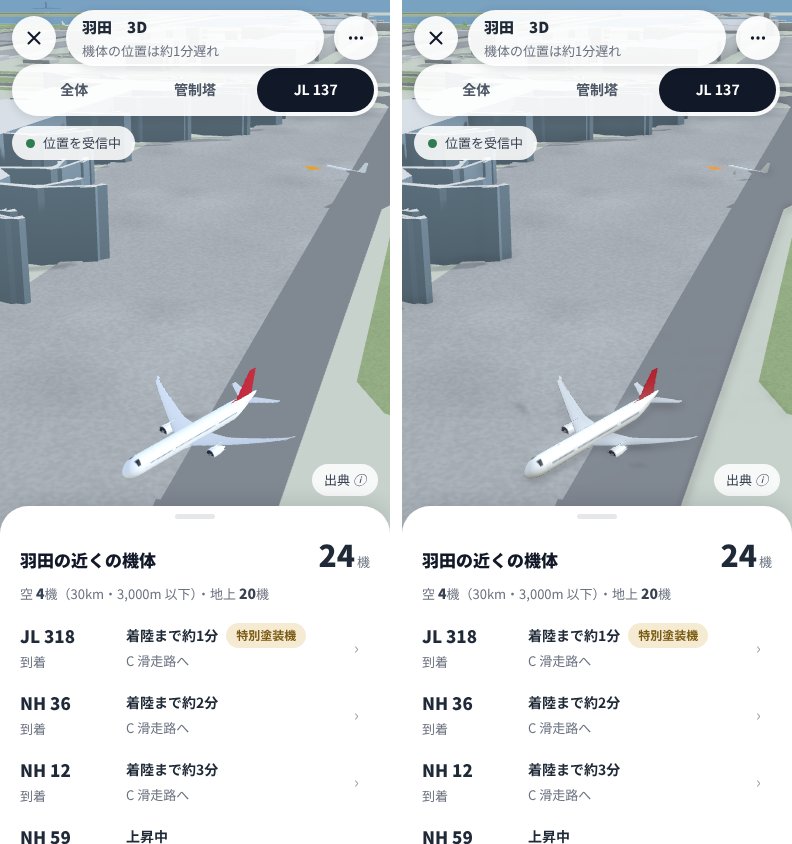 羽田　3D
機体の位置は約1分遅れ
全体
管制塔
JL 137
位置を受信中
出典 ⓘ
羽田の近くの機体
24機
空 4機（30km・3,000m 以下）・地上 20機
JL 318
着陸まで約1分
特別塗装機
到着
C 滑走路へ
NH 36
着陸まで約2分
到着
C 滑走路へ
NH 12
着陸まで約3分
到着
C 滑走路へ
NH 59
上昇中
羽田　3D
機体の位置は約1分遅れ
全体
管制塔
JL 137
位置を受信中
出典 ⓘ
羽田の近くの機体
24機
空 4機（30km・3,000m 以下）・地上 20機
JL 318
着陸まで約1分
特別塗装機
到着
C 滑走路へ
NH 36
着陸まで約2分
到着
C 滑走路へ
NH 12
着陸まで約3分
到着
C 滑走路へ
NH 59
上昇中